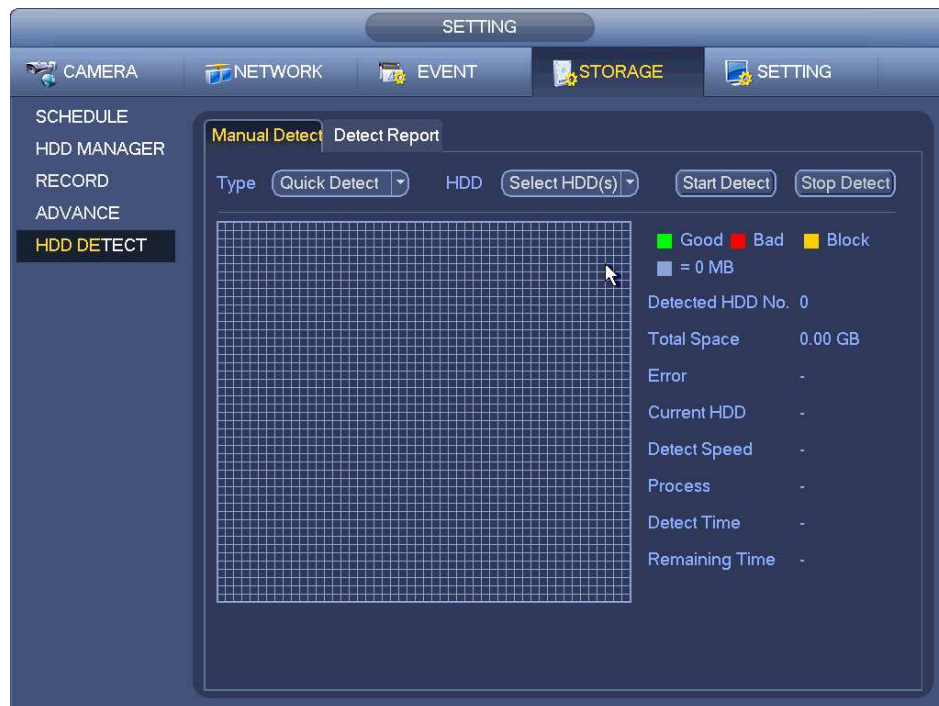 SETTING
CAMERA NETWORK EVENT STORAGE SETTING
SCHEDULE
HDD MANAGER
RECORD
ADVANCE
HDD DETECT
Manual Detect Detect Report
Type Quick Detect HDD Select HDD(s) Start Detect Stop Detect
Good Bad Block
= 0 MB
Detected HDD No. 0
Total Space 0.00 GB
Error -
Current HDD -
Detect Speed -
Process -
Detect Time -
Remaining Time -